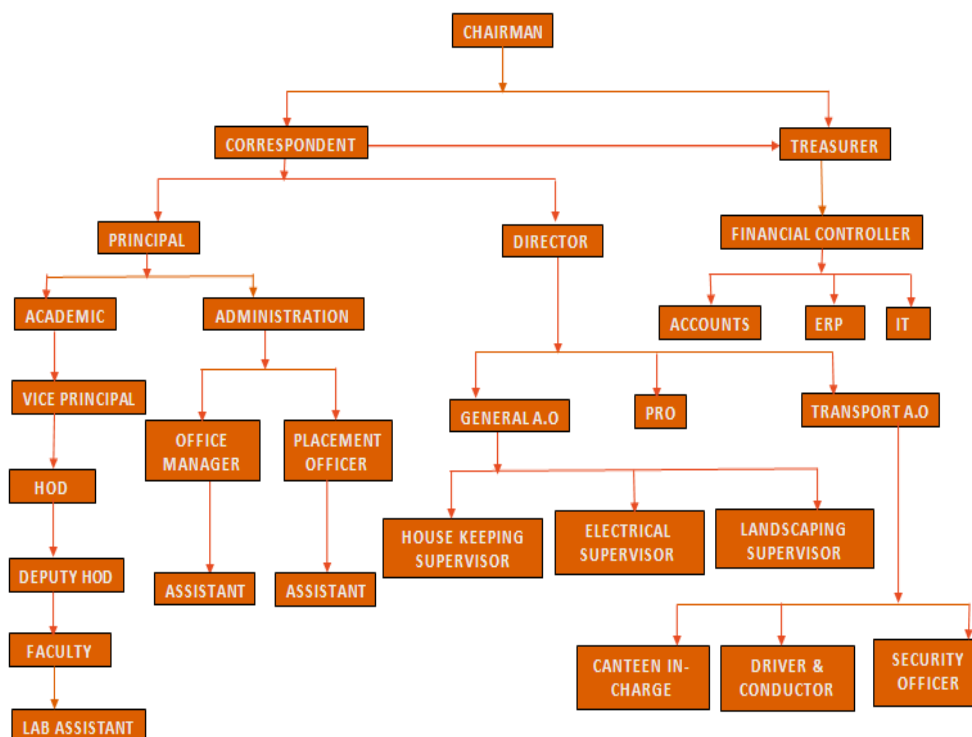 CHAIRMAN
CORRESPONDENT
TREASURER
PRINCIPAL
DIRECTOR
FINANCIAL CONTROLLER
ACADEMIC
ADMINISTRATION
ACCOUNTS
ERP
IT
VICE PRINCIPAL
GENERAL A.O
PRO
TRANSPORT A.O
OFFICE
MANAGER
PLACEMENT
OFFICER
HOD
HOUSE KEEPING
SUPERVISOR
ELECTRICAL
SUPERVISOR
LANDSCAPING
SUPERVISOR
DEPUTY HOD
ASSISTANT
ASSISTANT
FACULTY
CANTEEN IN-
CHARGE
DRIVER &
CONDUCTOR
SECURITY
OFFICER
LAB ASSISTANT